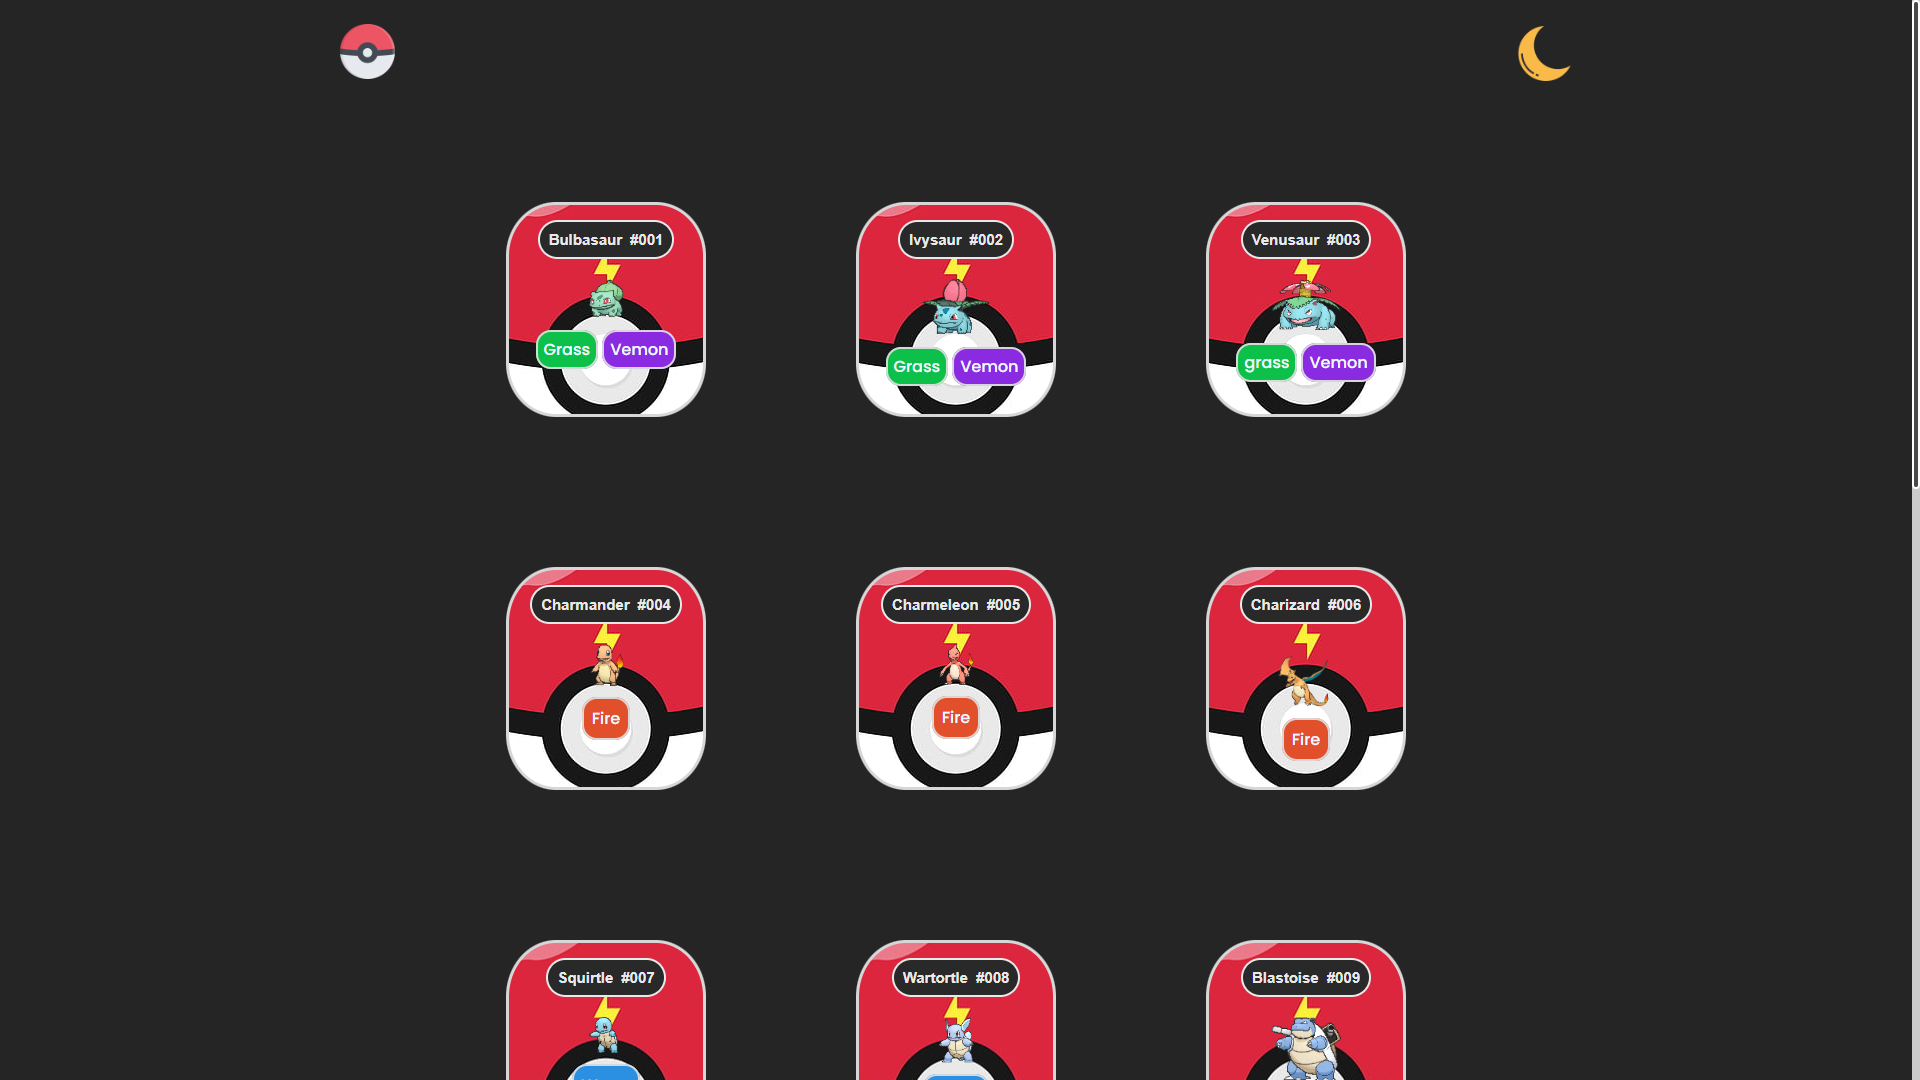 Bulbasaur #001
Ivysaur #002
Venusaur #003
Grass Vemon
Grass Vemon
grass Vemon
Charmander #004
Charmeleon #005
Charizard #006
Fire
Fire
Fire
Squirtle #007
Wartortle #008
Blastoise #009